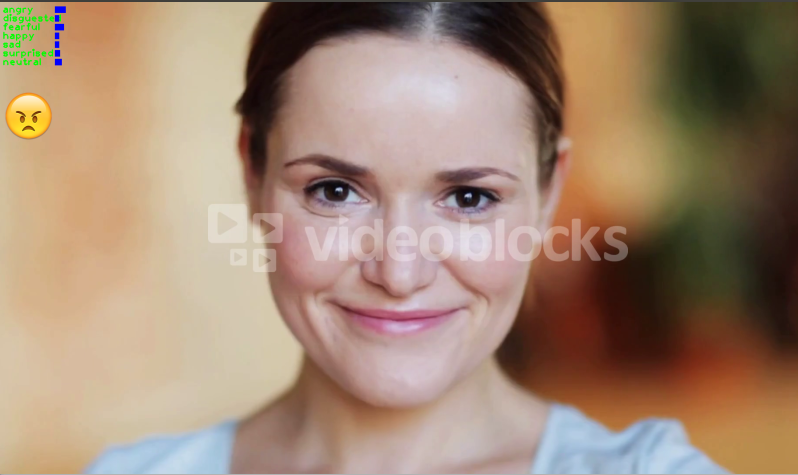 angry
disgusted
fearful
happy
sad
surprised
neutral
videoblocks